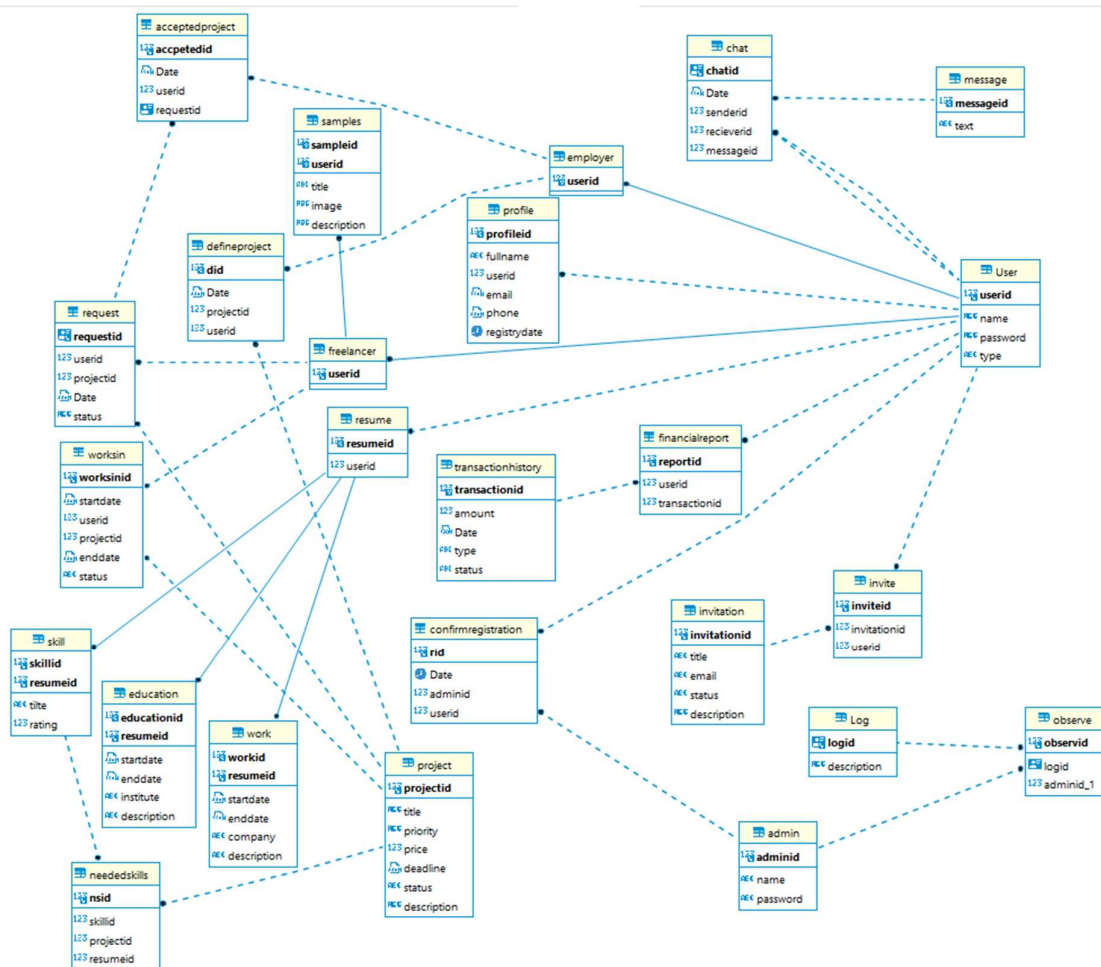 acceptedproject
accpetedid
Date
userid
requestid
chat
chatid
Date
senderid
recieverid
messageid
message
messageid
text
samples
sampleid
userid
title
image
description
employer
userid
profile
profileid
fullname
userid
email
phone
registrydate
defineproject
did
Date
projectid
userid
User
userid
name
password
type
request
requestid
userid
projectid
Date
status
freelancer
userid
resume
resumeid
userid
financialreport
reportid
userid
transactionid
worksin
worksinid
startdate
userid
projectid
enddate
status
transactionhistory
transactionid
amount
Date
type
status
invite
inviteid
invitationid
userid
invitation
invitationid
title
email
status
description
confirmregistration
rid
Date
adminid
userid
skill
skillid
resumeid
tilte
rating
education
educationid
resumeid
startdate
enddate
institute
description
work
workid
resumeid
startdate
enddate
company
description
Log
logid
description
observe
observid
logid
adminid_1
project
projectid
title
priority
price
deadline
status
description
admin
adminid
name
password
neededskills
nsid
skillid
projectid
resumeid